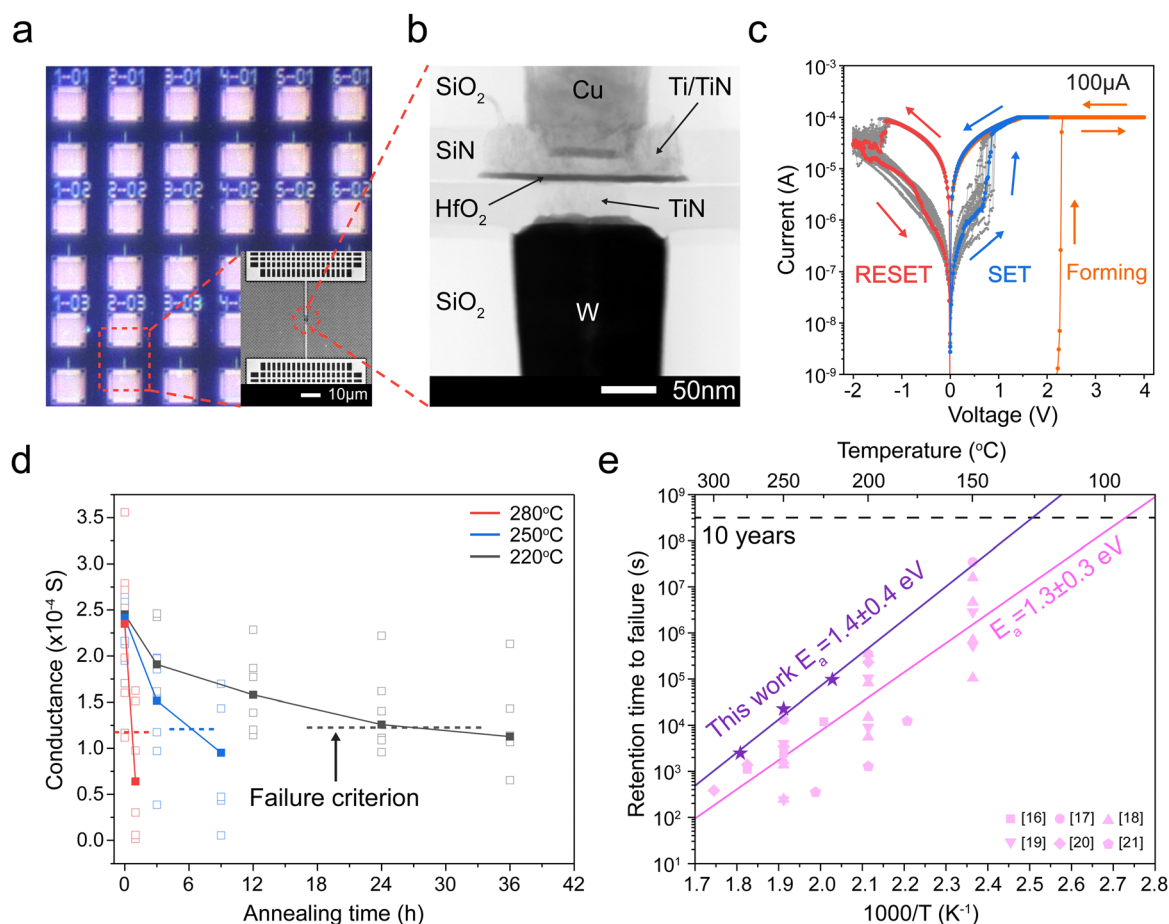 a
1-01 2-01 3-01 4-01 5-01 6-01
1-02 2-02 3-02 4-02 5-02 6-02
1-03 2-03 3-03
10μm
b
SiO2
Cu
Ti/TiN
SiN
HfO2
TiN
SiO2
W
50nm
c
Current (A)
10-3
10-4
10-5
10-6
10-7
10-8
10-9
100μA
RESET
SET
Forming
-2 -1 0 1 2 3 4
Voltage (V)
d
Conductance (x10-4 S)
3.5
3.0
2.5
2.0
1.5
1.0
0.5
0.0
280oC
250oC
220oC
Failure criterion
0 6 12 18 24 30 36 42
Annealing time (h)
e
Temperature (oC)
300 250 200 150 100
Retention time to failure (s)
109
108
107
106
105
104
103
102
101
10 years
This work Ea=1.4±0.4 eV
Ea=1.3±0.3 eV
[16] [17] [18]
[19] [20] [21]
1.7 1.8 1.9 2.0 2.1 2.2 2.3 2.4 2.5 2.6 2.7 2.8
1000/T (K-1)